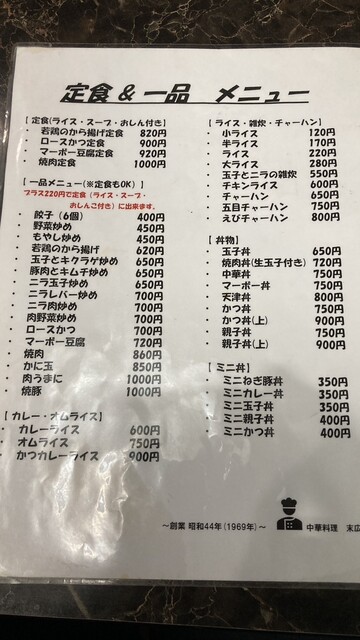 定食 & 一品　メニュー
【 定食(ライス・スープ・おしん付き) 】
・ 若鶏のから揚げ定食 820円
・ ロースかつ定食 900円
・ マーボー豆腐定食 920円
・ 焼肉定食 1000円
【 一品メニュー(※定食もOK) 】
プラス220円で定食（ライス・スープ・
おしんこ付き）に出来ます。
・ 餃子（6個） 400円
・ 野菜炒め 450円
・ もやし炒め 450円
・ 若鶏のから揚げ 620円
・ 玉子とキクラゲ炒め 650円
・ 豚肉とキムチ炒め 650円
・ ニラ玉子炒め 650円
・ ニラレバー炒め 700円
・ ニラ肉炒め 700円
・ 肉野菜炒め 700円
・ ロースかつ 700円
・ マーボー豆腐 720円
・ 焼肉 860円
・ かに玉 850円
・ 肉うまに 1000円
・ 焼豚 1000円
【 カレー・オムライス 】
・ カレーライス 600円
・ オムライス 750円
・ かつカレーライス 900円
【 ライス・雑炊・チャーハン 】
・ 小ライス 120円
・ 半ライス 170円
・ ライス 220円
・ 大ライス 280円
・ 玉子とニラの雑炊 550円
・ チキンライス 600円
・ チャーハン 650円
・ 五目チャーハン 750円
・ えびチャーハン 800円
【 丼物 】
・ 玉子丼 650円
・ 焼肉丼(生玉子付き) 720円
・ 中華丼 750円
・ マーボー丼 750円
・ 天津丼 800円
・ かつ丼 750円
・ かつ丼(上) 900円
・ 親子丼 750円
・ 親子丼(上) 900円
【 ミニ丼 】
・ ミニねぎ豚丼 350円
・ ミニカレー丼 350円
・ ミニ玉子丼 350円
・ ミニ親子丼 400円
・ ミニかつ丼 400円
～創業 昭和44年(1969年)～
中華料理　末広